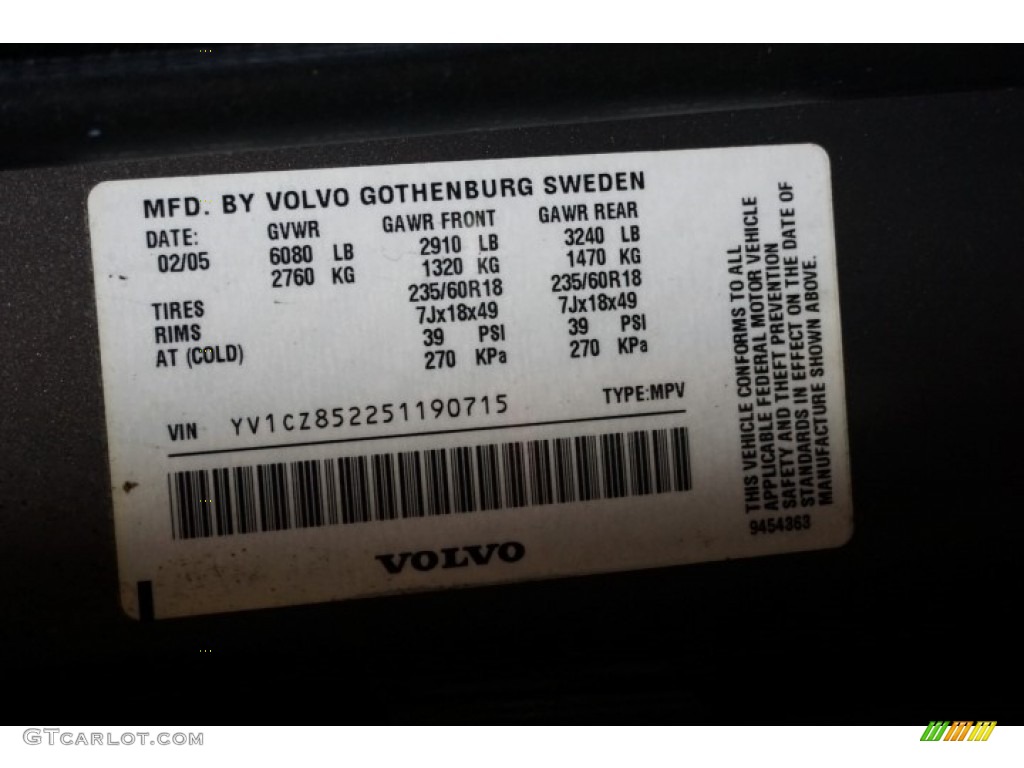 MFD. BY VOLVO GOTHENBURG SWEDEN
DATE: GVWR GAWR FRONT GAWR REAR
02/05 6080 LB 2910 LB 3240 LB
2760 KG 1320 KG 1470 KG
TIRES 235/60R18 235/60R18
RIMS 7Jx18x49 7Jx18x49
AT (COLD) 39 PSI 39 PSI
270 KPa 270 KPa
VIN YV1CZ852251190715 TYPE:MPV
VOLVO
THIS VEHICLE CONFORMS TO ALL
APPLICABLE FEDERAL MOTOR VEHICLE
SAFETY AND THEFT PREVENTION
STANDARDS IN EFFECT ON THE DATE OF
MANUFACTURE SHOWN ABOVE.
9454363
GTCARLOT.COM